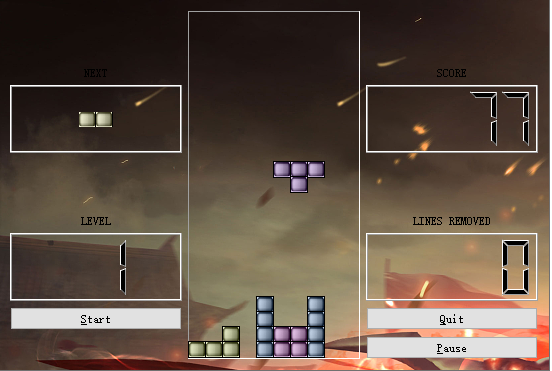 NEXT
SCORE
77
LEVEL
LINES REMOVED
1
0
Start
Quit
Pause